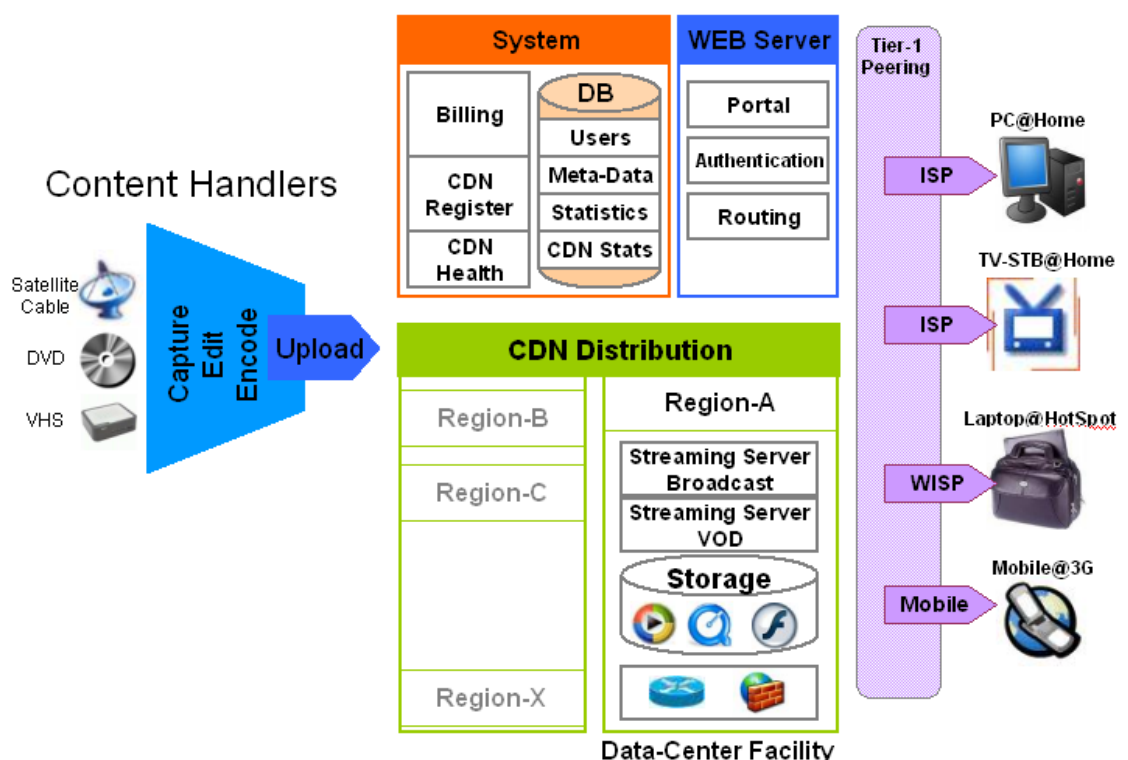 Content Handlers
Satellite
Cable
DVD
VHS
Capture
Edit
Encode
Upload
System
Billing
CDN
Register
CDN
Health
DB
Users
Meta-Data
Statistics
CDN Stats
WEB Server
Portal
Authentication
Routing
CDN Distribution
Region-B
Region-C
Region-X
Region-A
Streaming Server
Broadcast
Streaming Server
VOD
Storage
Data-Center Facility
Tier-1
Peering
ISP
PC@Home
ISP
TV-STB@Home
WISP
Laptop@HotSpot
Mobile
Mobile@3G